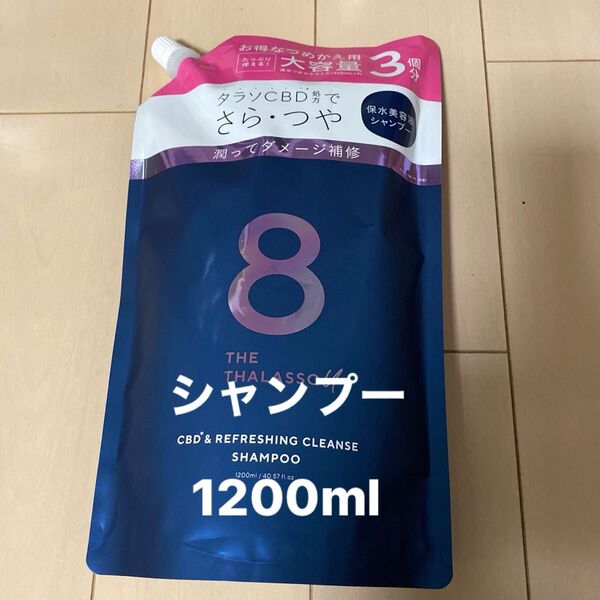 お得なつめかえ用
たっぷり使える!
大容量 3個分
タラソCBD処方で
さら・つや
保水美容液
シャンプー
潤ってダメージ補修
8
THE
THALASSO
シャンプー
CBD* & REFRESHING CLEANSE
SHAMPOO
1200ml / 40.57 fl.oz
1200ml